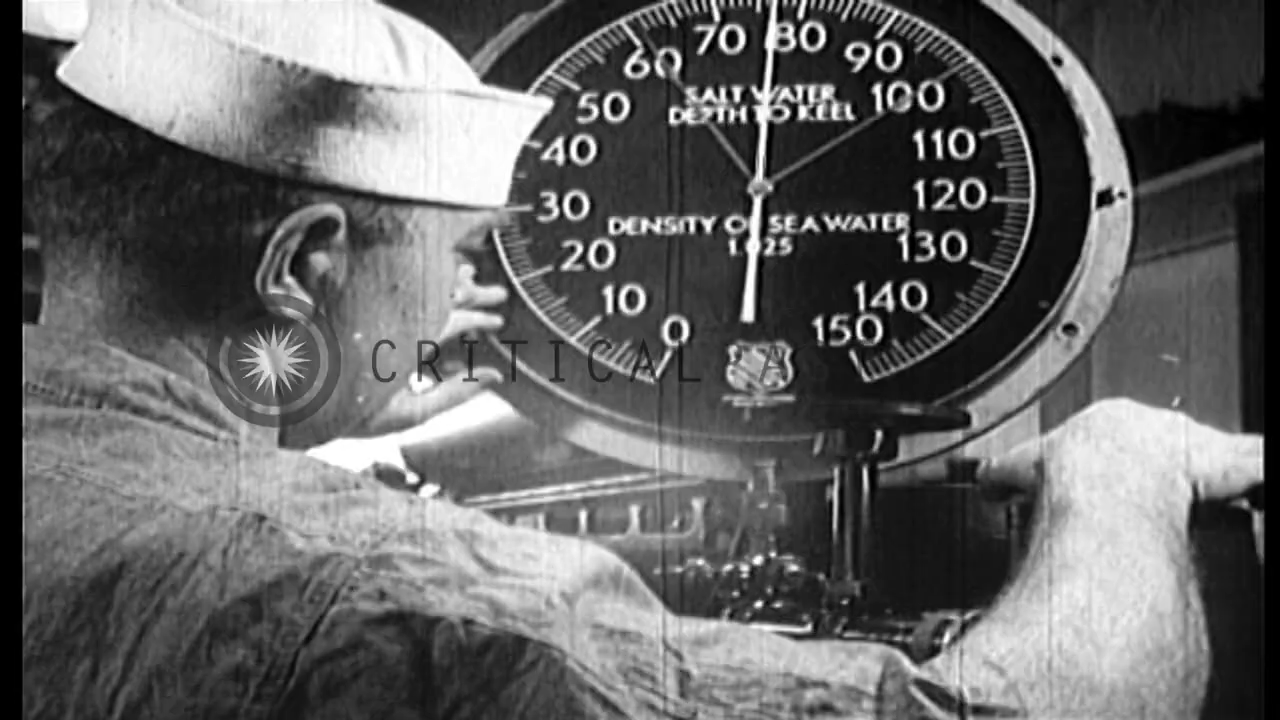 70 80
60 90
SALT WATER
50 100
DEPTH TO KEEL
40 110
30 120
DENSITY OF SEA WATER
20 130
1.025
10 140
0 150
CRITICAL